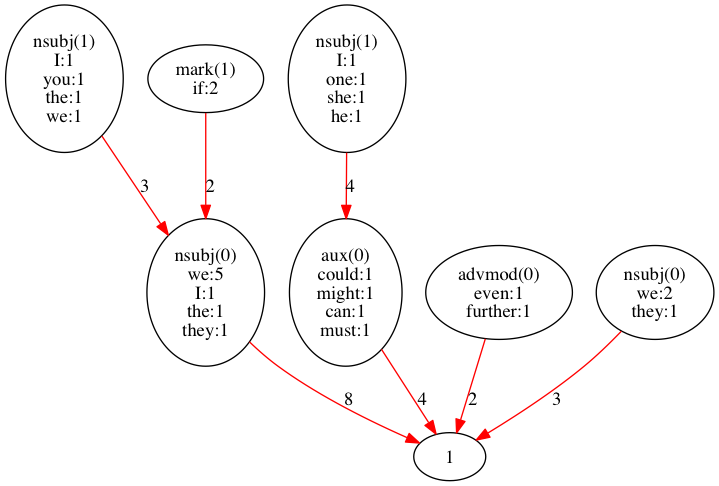 nsubj(1)
I:1
you:1
the:1
we:1
mark(1)
if:2
nsubj(1)
I:1
one:1
she:1
he:1
3
2
4
nsubj(0)
we:5
I:1
the:1
they:1
aux(0)
could:1
might:1
can:1
must:1
advmod(0)
even:1
further:1
nsubj(0)
we:2
they:1
8
4
2
3
1